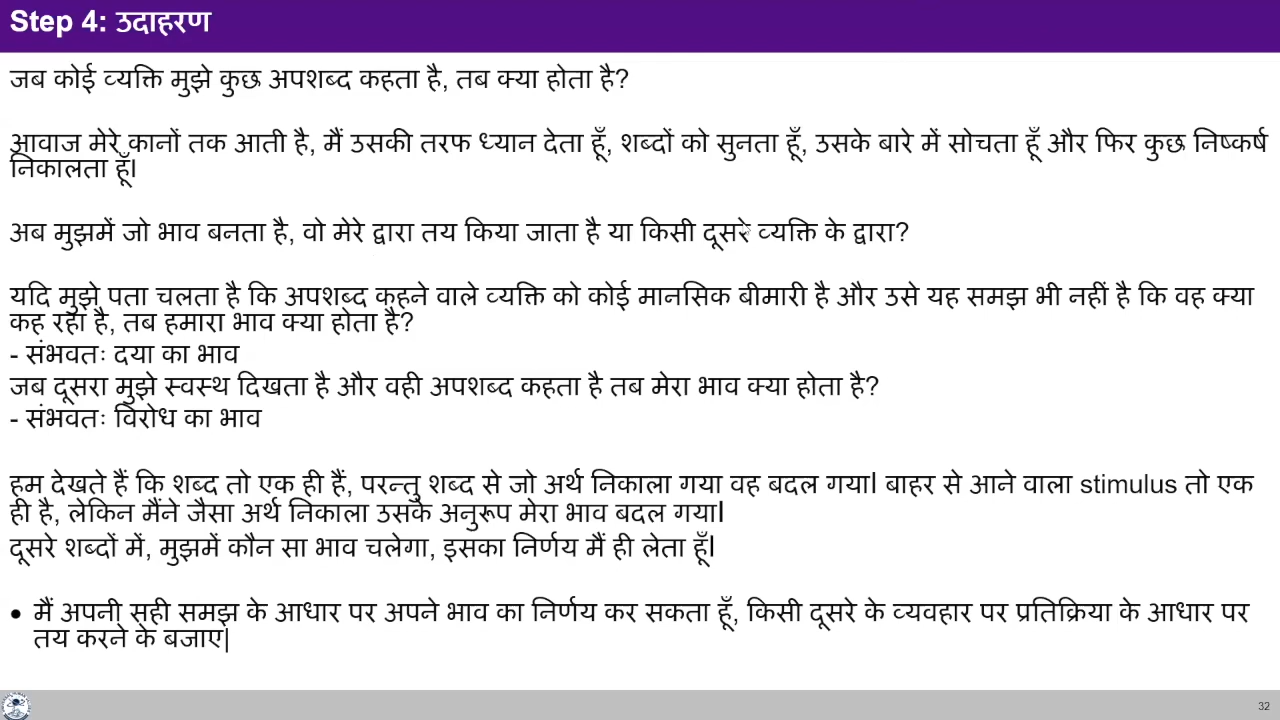 Step 4: उदाहरण
जब कोई व्यक्ति मुझे कुछ अपशब्द कहता है, तब क्या होता है?
आवाज मेरे कानों तक आती है, मैं उसकी तरफ ध्यान देता हूँ, शब्दों को सुनता हूँ, उसके बारे में सोचता हूँ और फिर कुछ निष्कर्ष
निकालता हूँ।
अब मुझमें जो भाव बनता है, वो मेरे द्वारा तय किया जाता है या किसी दूसरे व्यक्ति के द्वारा?
यदि मुझे पता चलता है कि अपशब्द कहने वाले व्यक्ति को कोई मानसिक बीमारी है और उसे यह समझ भी नहीं है कि वह क्या
कह रहा है, तब हमारा भाव क्या होता है?
- संभवतः दया का भाव
जब दूसरा मुझे स्वस्थ दिखता है और वही अपशब्द कहता है तब मेरा भाव क्या होता है?
- संभवतः विरोध का भाव
हम देखते हैं कि शब्द तो एक ही हैं, परन्तु शब्द से जो अर्थ निकाला गया वह बदल गया। बाहर से आने वाला stimulus तो एक
ही है, लेकिन मैंने जैसा अर्थ निकाला उसके अनुरूप मेरा भाव बदल गया।
दूसरे शब्दों में, मुझमें कौन सा भाव चलेगा, इसका निर्णय मैं ही लेता हूँ।
• मैं अपनी सही समझ के आधार पर अपने भाव का निर्णय कर सकता हूँ, किसी दूसरे के व्यवहार पर प्रतिक्रिया के आधार पर
तय करने के बजाए|
32